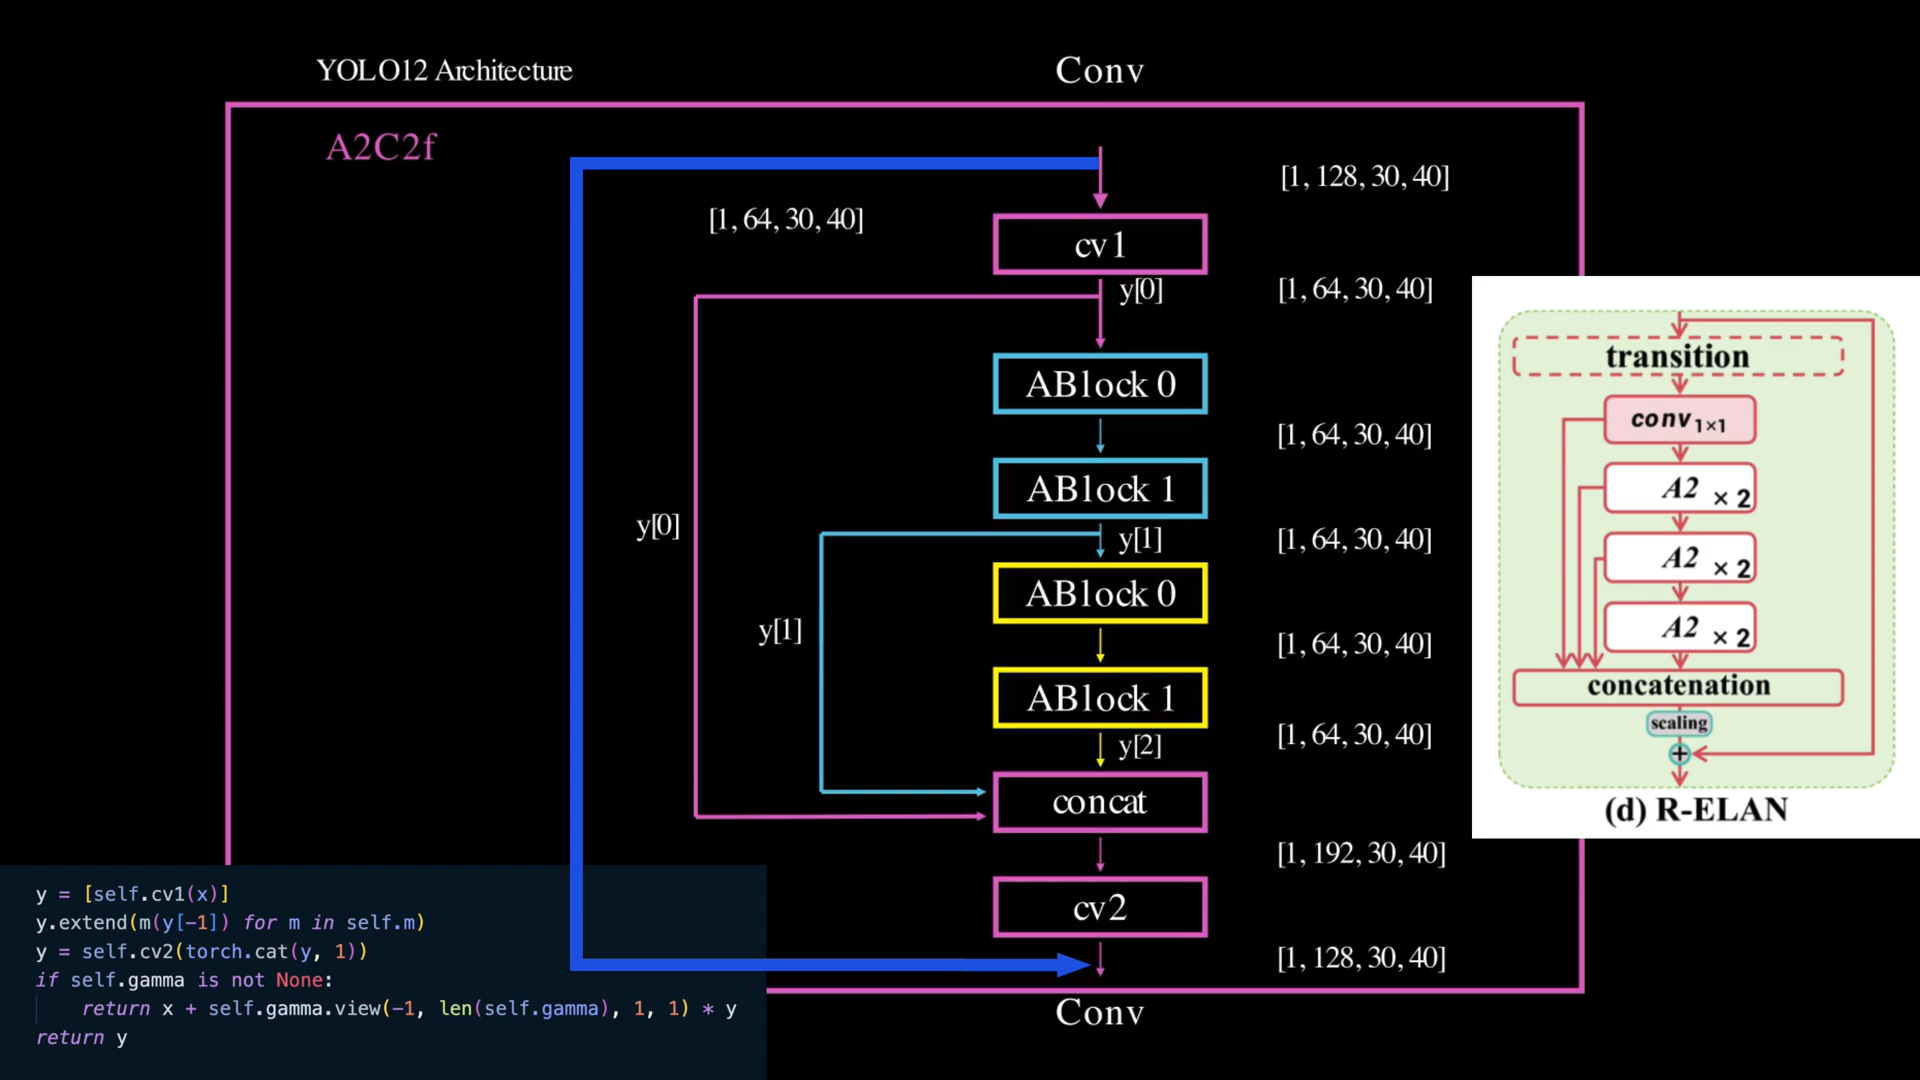 YOLO12 Architecture
Conv
A2C2f
[1, 128, 30, 40]
[1, 64, 30, 40]
cv1
y[0]
[1, 64, 30, 40]
ABlock 0
[1, 64, 30, 40]
ABlock 1
y[0]
y[1]
[1, 64, 30, 40]
ABlock 0
y[1]
[1, 64, 30, 40]
ABlock 1
y[2]
[1, 64, 30, 40]
concat
[1, 192, 30, 40]
cv2
[1, 128, 30, 40]
Conv
transition
conv 1×1
A2 × 2
A2 × 2
A2 × 2
concatenation
scaling
+
(d) R-ELAN
y = [self.cv1(x)]
y.extend(m(y[-1]) for m in self.m)
y = self.cv2(torch.cat(y, 1))
if self.gamma is not None:
    return x + self.gamma.view(-1, len(self.gamma), 1, 1) * y
return y